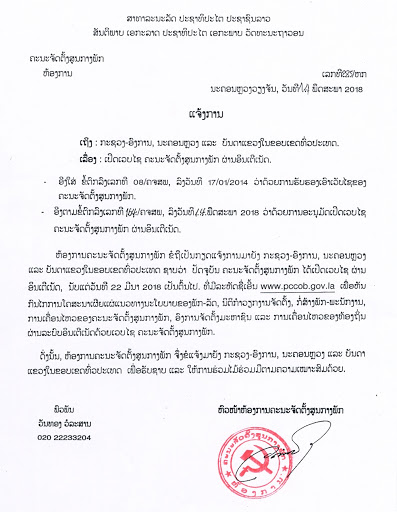 ສາທາລະນະລັດ ປະຊາທິປະໄຕ ປະຊາຊົນລາວ
ສັນຕິພາບ ເອກະລາດ ປະຊາທິປະໄຕ ເອກະພາບ ວັດທະນະຖາວອນ
ຄະນະຈັດຕັ້ງສູນກາງພັກ
ຫ້ອງການ
ເລກທີ /ຫກ
ນະຄອນຫຼວງວຽງຈັນ, ວັນທີ ພຶດສະພາ 2018
ແຈ້ງການ
ເຖິງ : ກະຊວງ-ອົງການ, ນະຄອນຫຼວງ ແລະ ບັນດາແຂວງໃນຂອບເຂດທົ່ວປະເທດ.
ເລື່ອງ : ເປີດເວບໄຊ ຄະນະຈັດຕັ້ງສູນກາງພັກ ຜ່ານອິນເຕີເນັດ.
- ອີງໃສ່ ຂໍ້ຕົກລົງເລກທີ 08/ຄຈສພ, ລົງວັນທີ 17/01/2014 ວ່າດ້ວຍການຮັບຮອງເອົາເວບໄຊຂອງ
ຄະນະຈັດຕັ້ງສູນກາງພັກ.
- ອີງຕາມຂໍ້ຕົກລົງເລກທີ /ຄຈສພ, ລົງວັນທີ ພຶດສະພາ 2018 ວ່າດ້ວຍການອະນຸມັດເປີດເວບໄຊ
ຄະນະຈັດຕັ້ງສູນກາງພັກ ຜ່ານອິນເຕີເນັດ.
ຫ້ອງການຄະນະຈັດຕັ້ງສູນກາງພັກ ຂໍຖືເປັນກຽດແຈ້ງການມາຍັງ ກະຊວງ-ອົງການ, ນະຄອນຫຼວງ
ແລະ ບັນດາແຂວງໃນຂອບເຂດທົ່ວປະເທດ ຊາບວ່າ ປັດຈຸບັນ ຄະນະຈັດຕັ້ງສູນກາງພັກ ໄດ້ເປີດເວບໄຊ ຜ່ານ
ອິນເຕີເນັດ, ນັບແຕ່ວັນທີ 22 ມີນາ 2018 ເປັນຕົ້ນໄປ. ທີ່ມີລະຫັດຊື່ເອີ້ນ www.pccob.gov.la ເພື່ອຫັນ
ກົນໄກການໂຄສະນາເຜີຍແຜ່ແນວທາງນະໂຍບາຍຂອງພັກ-ລັດ, ນິຕິກຳວຽກງານຈັດຕັ້ງ, ກໍ່ສ້າງພັກ-ພະນັກງານ,
ການເຄື່ອນໄຫວຂອງຄະນະຈັດຕັ້ງສູນກາງພັກ, ອົງການຈັດຕັ້ງມະຫາຊົນ ແລະ ການເຄື່ອນໄຫວຂອງທ້ອງຖິ່ນ
ຜ່ານລະບົບອິນເຕີເນັດດ້ວຍເວບໄຊ ຄະນະຈັດຕັ້ງສູນກາງພັກ.
ດັ່ງນັ້ນ, ຫ້ອງການຄະນະຈັດຕັ້ງສູນກາງພັກ ຈຶ່ງຂໍແຈ້ງມາຍັງ ກະຊວງ-ອົງການ, ນະຄອນຫຼວງ ແລະ ບັນດາ
ແຂວງໃນຂອບເຂດທົ່ວປະເທດ ເພື່ອຮັບຊາບ ແລະ ໃຫ້ການຮ່ວມໄມ້ຮ່ວມມືຕາມຄວາມເໝາະສົມດ້ວຍ.
ພົວພັນ
ວັນທອງ ວໍລະສານ
020 22233204
ຫົວໜ້າຫ້ອງການຄະນະຈັດຕັ້ງສູນກາງພັກ
ຄະນະຈັດຕັ້ງສູນກາງພັກ
ຫ້ອງການ